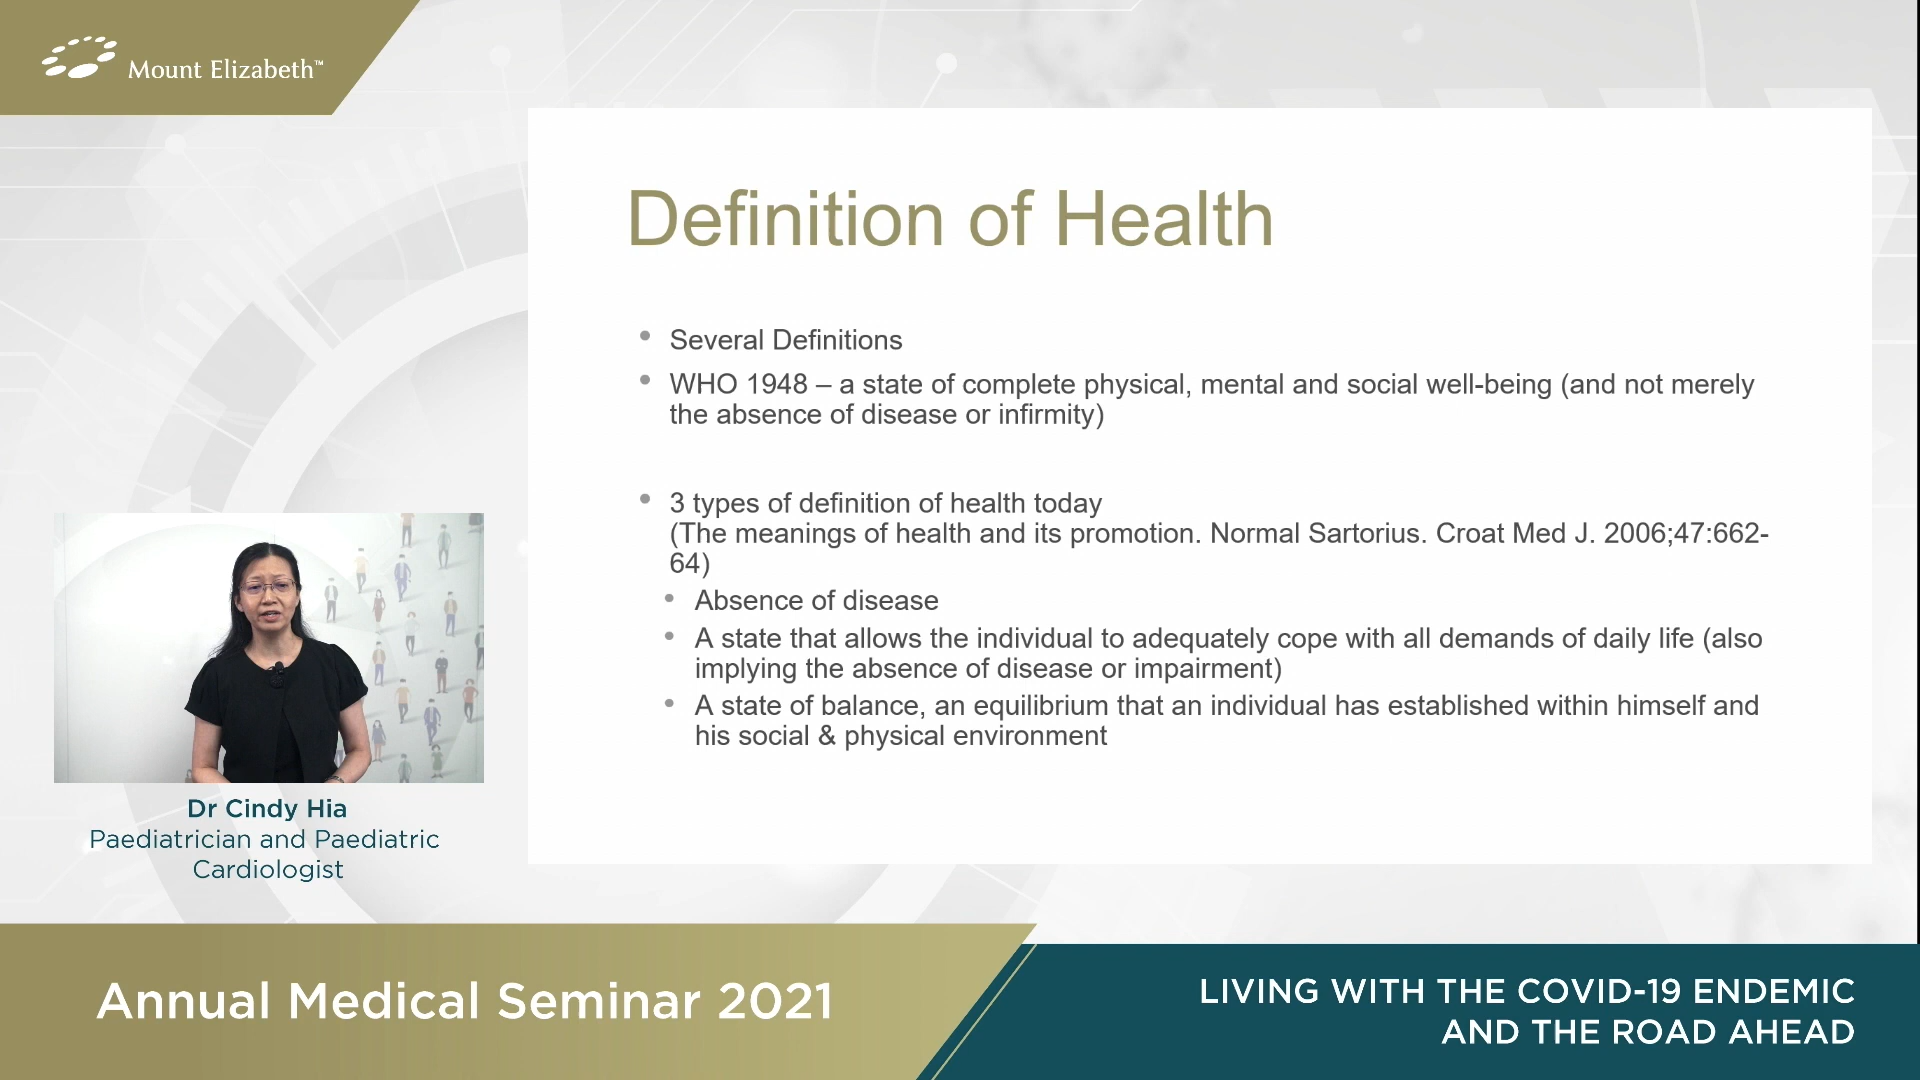 Mount Elizabeth™
Definition of Health
• Several Definitions
• WHO 1948 – a state of complete physical, mental and social well-being (and not merely
the absence of disease or infirmity)
• 3 types of definition of health today
(The meanings of health and its promotion. Normal Sartorius. Croat Med J. 2006;47:662-
64)
• Absence of disease
• A state that allows the individual to adequately cope with all demands of daily life (also
implying the absence of disease or impairment)
• A state of balance, an equilibrium that an individual has established within himself and
his social & physical environment
Dr Cindy Hia
Paediatrician and Paediatric
Cardiologist
Annual Medical Seminar 2021
LIVING WITH THE COVID-19 ENDEMIC
AND THE ROAD AHEAD